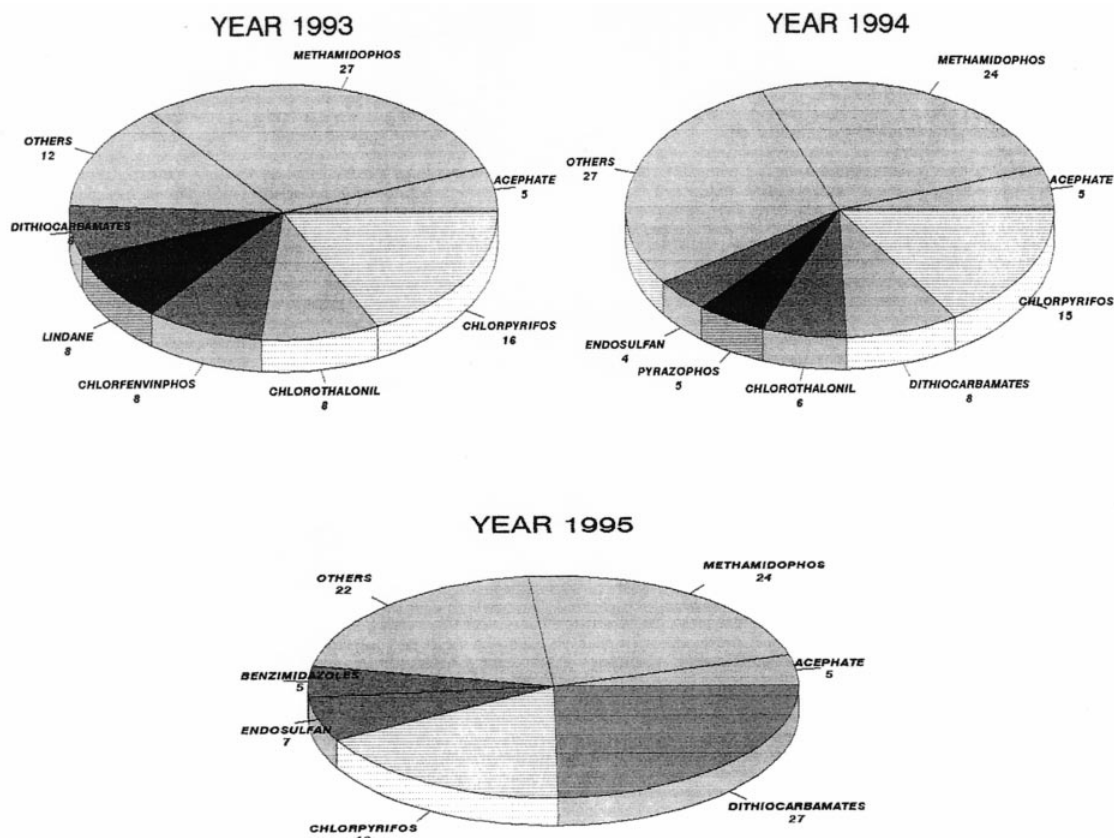 YEAR 1993
METHAMIDOPHOS
27
OTHERS
12
ACEPHATE
5
DITHIOCARBAMATES
LINDANE
8
CHLORFENVINPHOS
8
CHLOROTHALONIL
8
CHLORPYRIFOS
16
YEAR 1994
METHAMIDOPHOS
24
OTHERS
27
ACEPHATE
5
ENDOSULFAN
4
PYRAZOPHOS
5
CHLOROTHALONIL
6
DITHIOCARBAMATES
8
CHLORPYRIFOS
15
YEAR 1995
METHAMIDOPHOS
24
OTHERS
22
ACEPHATE
5
BENZIMIDAZOLES
5
ENDOSULFAN
7
CHLORPYRIFOS
DITHIOCARBAMATES
27